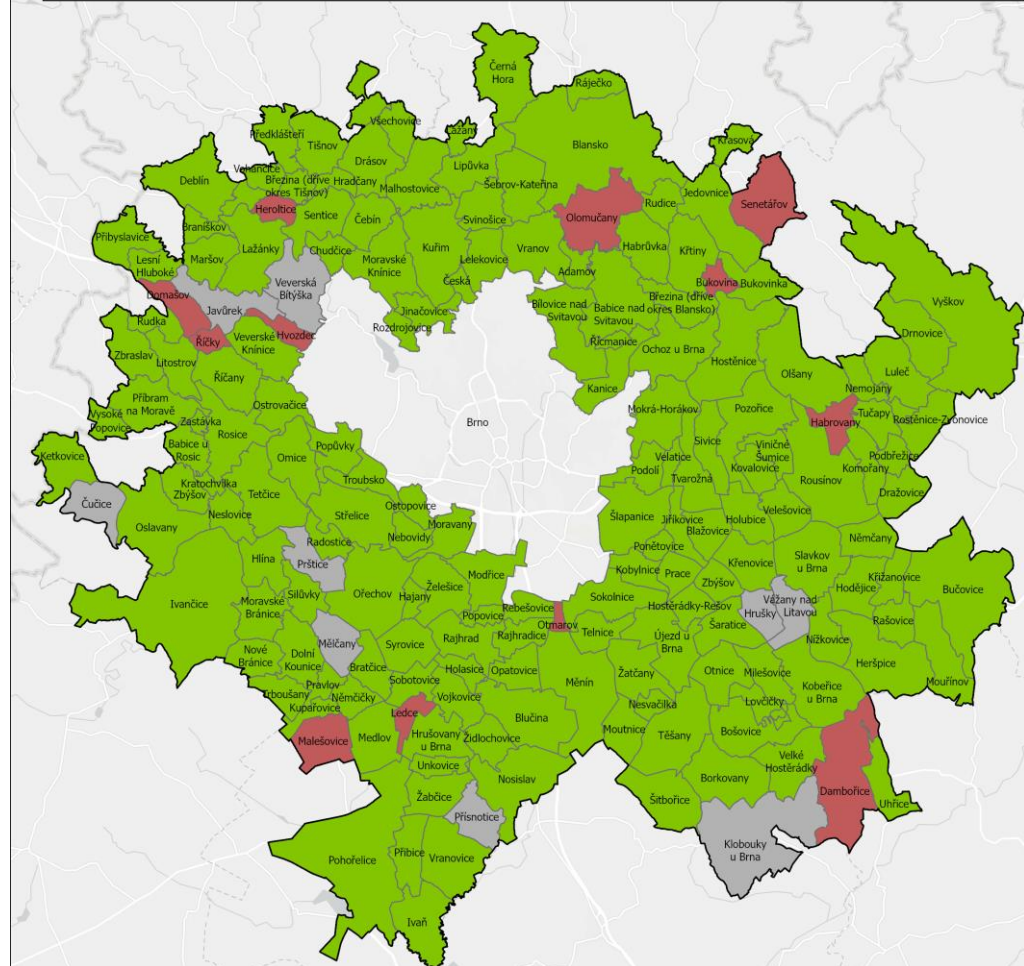 Černá
Hora
Ráječko
Všechovice
Lažany
Předklášteří
Tišnov
Blansko
Krasová
Vohančice
Drásov
Lipůvka
Deblín
Březina (dříve
okres Tišnov)
Hradčany
Malhostovice
Šebrov-Kateřina
Jedovnice
Senetářov
Heroltice
Sentice
Čebín
Svinošice
Olomučany
Rudice
Přibyslavice
Braniškov
Lažánky
Chudčice
Kuřim
Vranov
Habrůvka
Křtiny
Lesní
Hluboké
Maršov
Moravské
Knínice
Lelekovice
Česká
Adamov
Bukovina
Bukovinka
Vyškov
Domašov
Javůrek
Veverská
Bítýška
Jinačovice
Rozdrojovice
Bílovice nad
Svitavou
Babice nad
Svitavou
Březina (dříve
okres Blansko)
Rudka
Říčky
Veverské
Knínice
Hvozdec
Řícmanice
Ochoz u Brna
Hostěnice
Drnovice
Zbraslav
Litostrov
Říčany
Kanice
Olšany
Luleč
Nemojany
Vysoké
Popovice
Příbram
na Moravě
Zastávka
Ostrovačice
Mokrá-Horákov
Pozořice
Habrovany
Tučapy
Rostěnice-Zvonovice
Babice u
Rosic
Rosice
Popůvky
Brno
Sivice
Viničné
Šumice
Podbřežice
Ketkovice
Omice
Troubsko
Podolí
Velatice
Kovalovice
Komořany
Kratochvilka
Zbýšov
Tetčice
Tvarožná
Rousínov
Dražovice
Čučice
Neslovice
Střelice
Ostopovice
Moravany
Nebovidy
Šlapanice
Jiříkovice
Blažovice
Holubice
Velešovice
Oslavany
Radostice
Prštice
Ponětovice
Němčany
Hlína
Modřice
Kobylnice
Prace
Zbýšov
Křenovice
Slavkov
u Brna
Hodějice
Křižanovice
Bučovice
Ivančice
Silůvky
Ořechov
Hajany
Želešice
Popovice
Rebešovice
Sokolnice
Hostěrádky-Rešov
Hrušky
Vážany nad
Litavou
Rašovice
Moravské
Bránice
Mělčany
Syrovice
Rajhrad
Rajhradice
Otmarov
Telnice
Újezd u
Brna
Šaratice
Nížkovice
Nové
Bránice
Dolní
Kounice
Bratčice
Sobotovice
Holasice
Opatovice
Měnín
Žatčany
Otnice
Milešovice
Heršpice
Mouřínov
Trboušany
Pravlov
Kupařovice
Němčičky
Vojkovice
Nesvačilka
Lovčičky
Kobeřice
u Brna
Malešovice
Medlov
Ledce
Hrušovany
u Brna
Židlochovice
Blučina
Moutnice
Těšany
Bošovice
Unkovice
Nosislav
Velké
Hostěrádky
Borkovany
Dambořice
Žabčice
Přísnotice
Šitbořice
Uhřice
Klobouky
u Brna
Pohořelice
Přibice
Vranovice
Ivaň